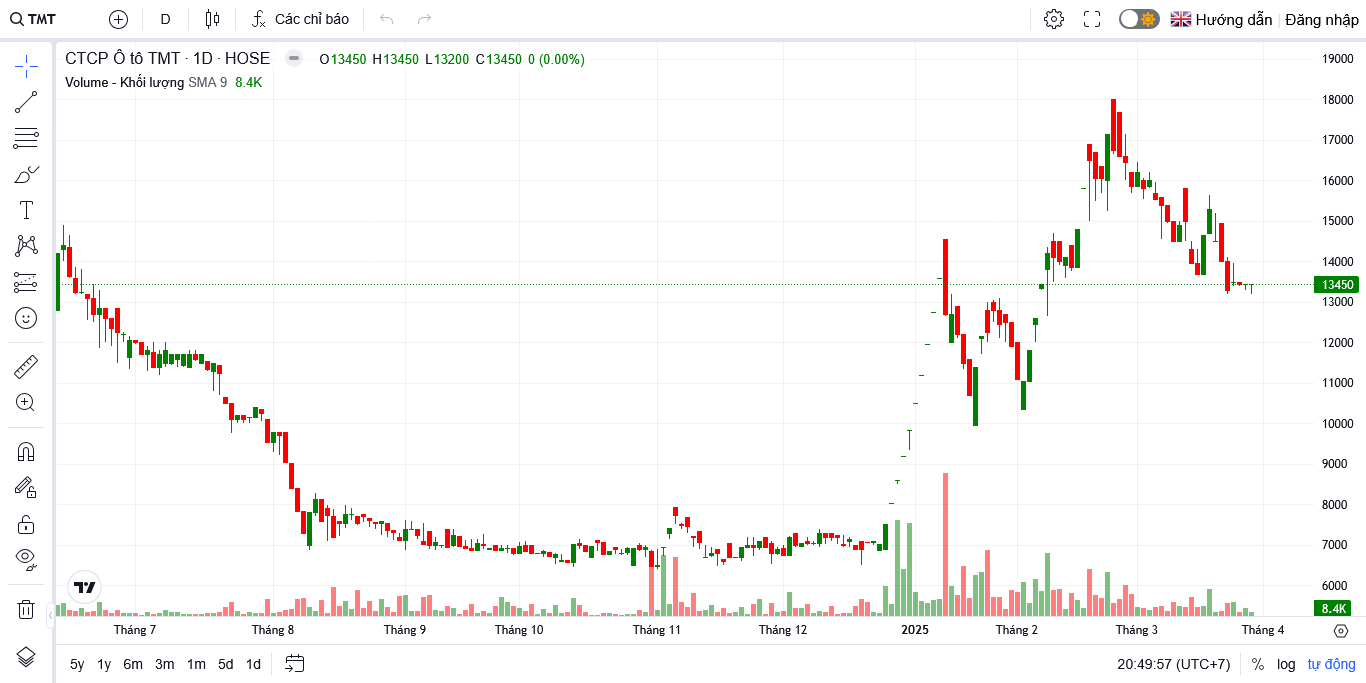 TMT D Các chỉ báo Hướng dẫn Đăng nhập
CTCP Ô tô TMT · 1D · HOSE O13450 H13450 L13200 C13450 0 (0.00%)
Volume - Khối lượng SMA 9 8.4K
19000
18000
17000
16000
15000
14000
13450
13000
12000
11000
10000
9000
8000
7000
6000
8.4K
Tháng 7 Tháng 8 Tháng 9 Tháng 10 Tháng 11 Tháng 12 2025 Tháng 2 Tháng 3 Tháng 4
5y 1y 6m 3m 1m 5d 1d 20:49:57 (UTC+7) % log tự động